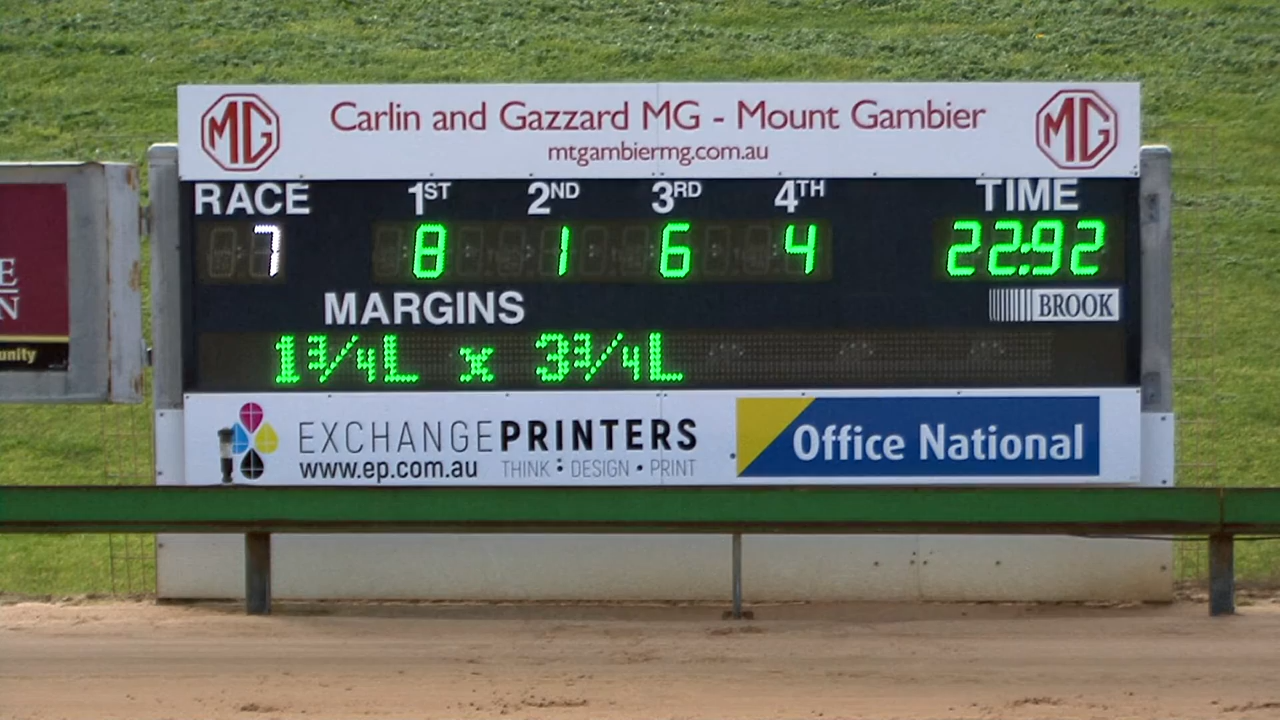 MG Carlin and Gazzard MG - Mount Gambier MG
mtgambiermg.com.au
RACE 1ST 2ND 3RD 4TH TIME
7 8 1 6 4 22:92
MARGINS BROOK
1¾L x 3¾L
EXCHANGEPRINTERS
www.ep.com.au THINK : DESIGN • PRINT
Office National
E
N
unity